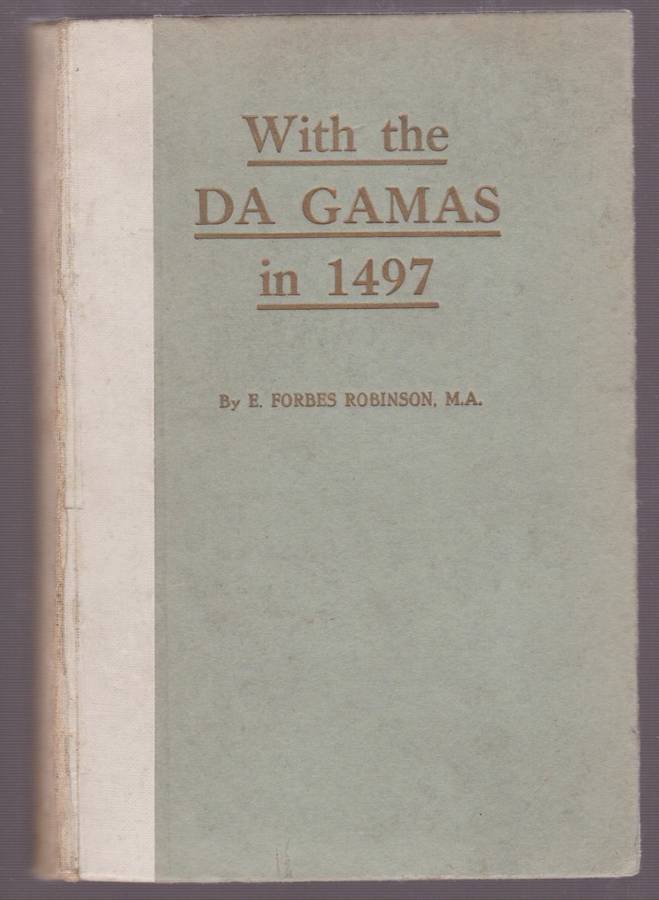 With the
DA GAMAS
in 1497
By E. FORBES ROBINSON, M.A.